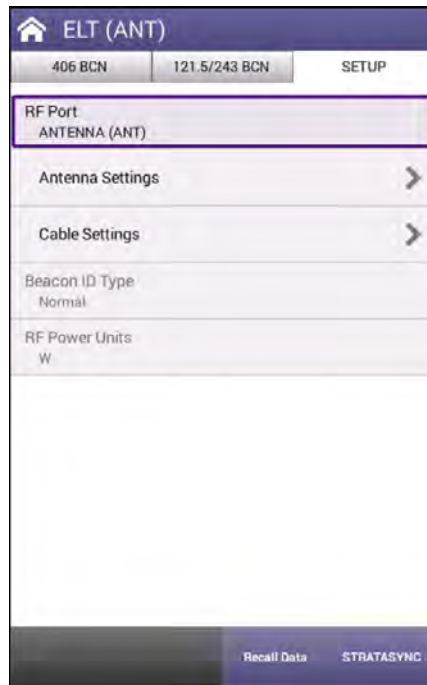 ELT (ANT)
406 BCN 121.5/243 BCN SETUP
RF Port
ANTENNA (ANT)
Antenna Settings
Cable Settings
Beacon ID Type
Normal
RF Power Units
W
Recall Data STRATASYNC